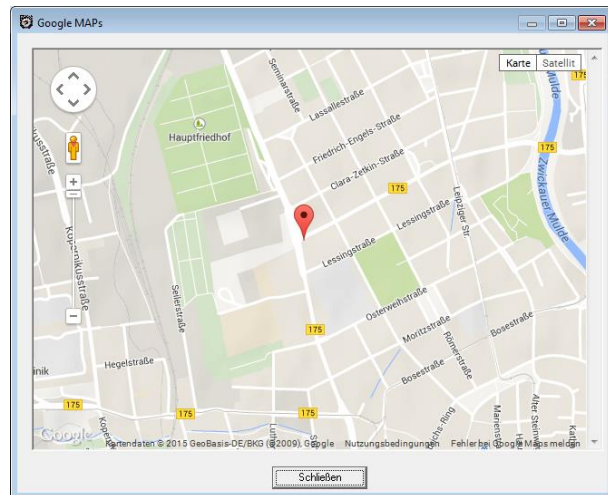 Google MAPs
Karte
Satellit
Seminarstraße
Lassallestraße
175
Hauptfriedhof
Friedrich-Engels-Straße
175
Zwickauer Mulde
Clara-Zetkin-Straße
175
Leipziger Str.
Lessingstraße
Kopernikusstraße
Lessingstraße
Seilerstraße
Osterweihstraße
175
Moritzstraße
Römerstraße
Bosestraße
Hegelstraße
Bosestraße
175
175
Google
Kartendaten © 2015 GeoBasis-DE/BKG (©2009), Google
Nutzungsbedingungen
Fehler bei Google Maps melden
Schließen